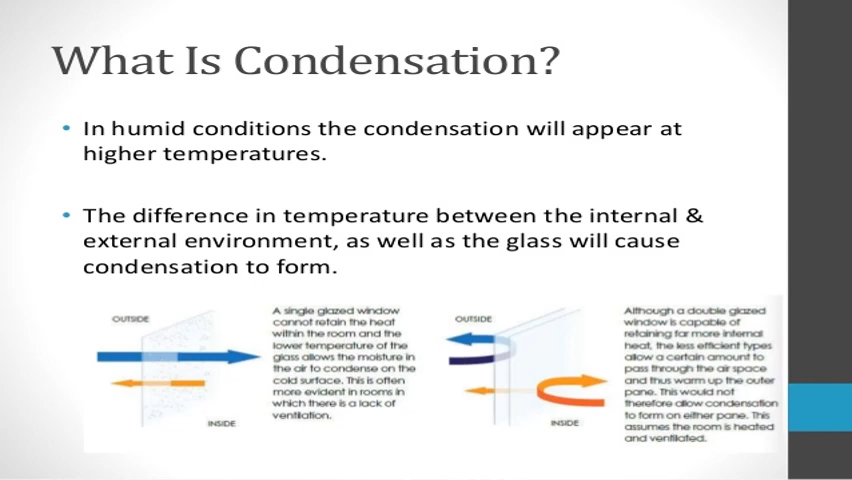 What Is Condensation?
• In humid conditions the condensation will appear at
higher temperatures.
• The difference in temperature between the internal &
external environment, as well as the glass will cause
condensation to form.
OUTSIDE
INSIDE
A single glazed window
cannot retain the heat
within the room and the
lower temperature of the
glass allows the moisture in
the air to condense on the
cold surface. This is often
more evident in rooms in
which there is a lack of
ventilation.
OUTSIDE
INSIDE
Although a double glazed
window is capable of
retaining far more internal
heat, the less efficient types
allow a certain amount to
pass through the air space
and thus warm up the outer
pane. This would not
therefore allow condensation
to form on either pane. This
assumes the room is heated
and ventilated.